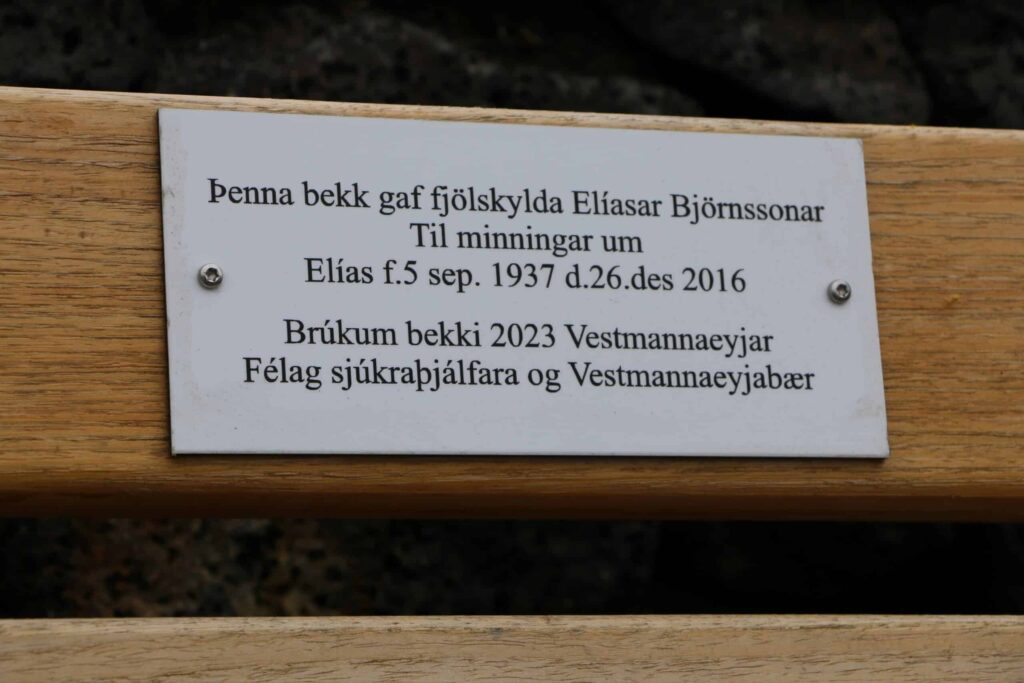 Þenna bekk gaf fjölskylda Elíasar Björnssonar
Til minningar um
Elías f.5 sep. 1937 d.26.des 2016
Brúkum bekki 2023 Vestmannaeyjar
Félag sjúkraþjálfara og Vestmannaeyjabær